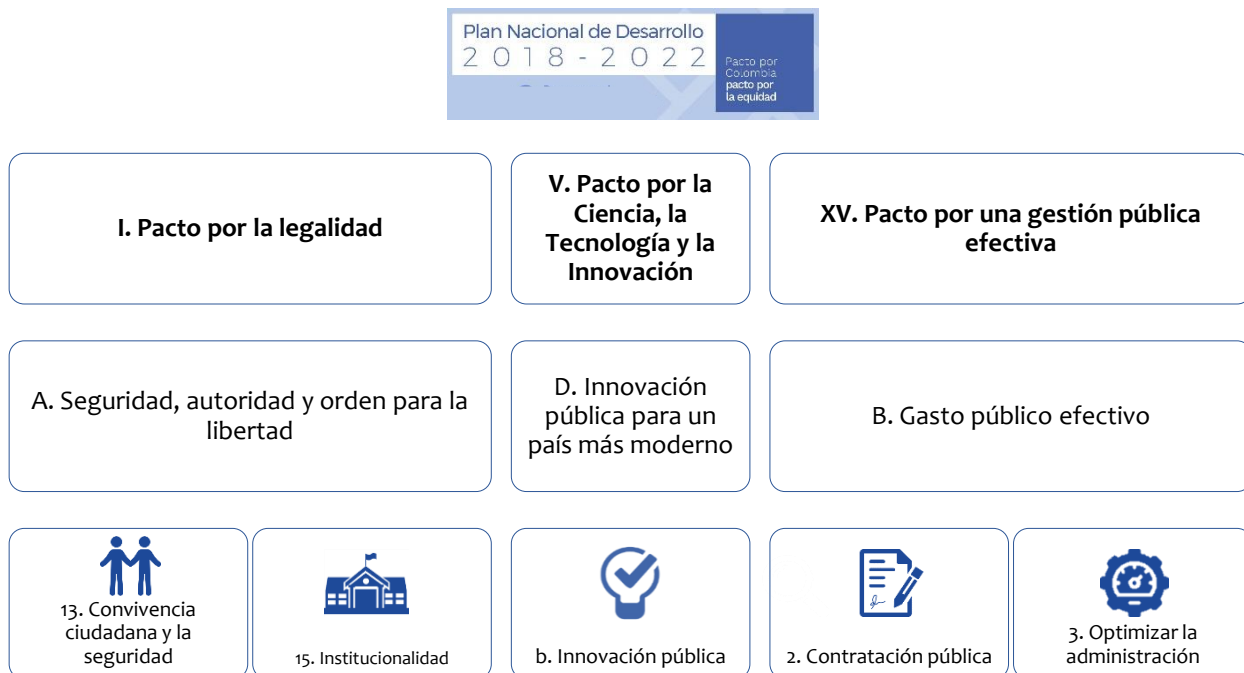 Plan Nacional de Desarrollo
2018-2022
Pacto por
Colombia
pacto por
la equidad
I. Pacto por la legalidad
V. Pacto por la
Ciencia, la
Tecnología y la
Innovación
XV. Pacto por una gestión pública
efectiva
A. Seguridad, autoridad y orden para la
libertad
D. Innovación
pública para un
país más moderno
B. Gasto público efectivo
13. Convivencia
ciudadana y la
seguridad
15. Institucionalidad
b. Innovación pública
2. Contratación pública
3. Optimizar la
administración